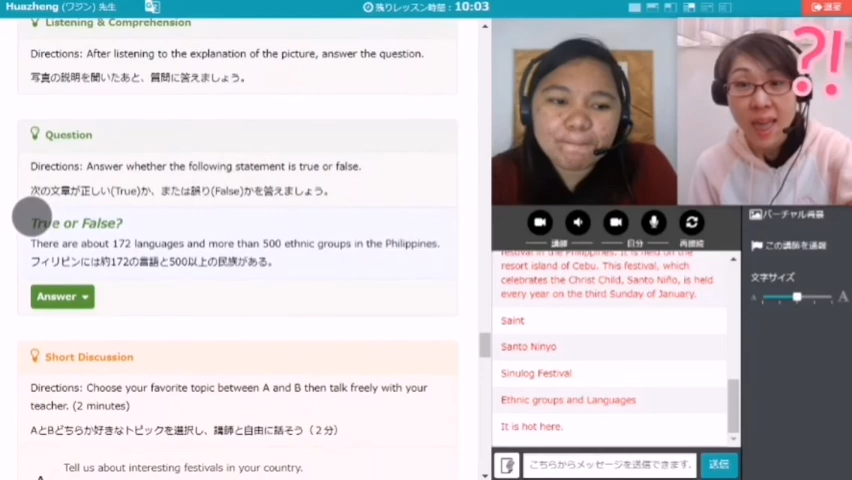 Huazheng (ワジン) 先生
残りレッスン時間：10:03
退室
Listening & Comprehension
Directions: After listening to the explanation of the picture, answer the question.
写真の説明を聞いたあと、質問に答えましょう。
Question
Directions: Answer whether the following statement is true or false.
次の文章が正しい(True)か、または誤り(False)かを答えましょう。
True or False?
There are about 172 languages and more than 500 ethnic groups in the Philippines.
フィリピンには約172の言語と500以上の民族がある。
Answer
Short Discussion
Directions: Choose your favorite topic between A and B then talk freely with your
teacher. (2 minutes)
AとBどちらか好きなトピックを選択し、講師と自由に話そう（２分）
Tell us about interesting festivals in your country.
A
?!
講師
自分
再接続
festival in the Philippines. It is held on the
resort island of Cebu. This festival, which
celebrates the Christ Child, Santo Niño, is held
every year on the third Sunday of January.
Saint
Santo Ninyo
Sinulog Festival
Ethnic groups and Languages
It is hot here.
こちらからメッセージを送信できます。
送信
バーチャル背景
この講師を通報
文字サイズ
A
A